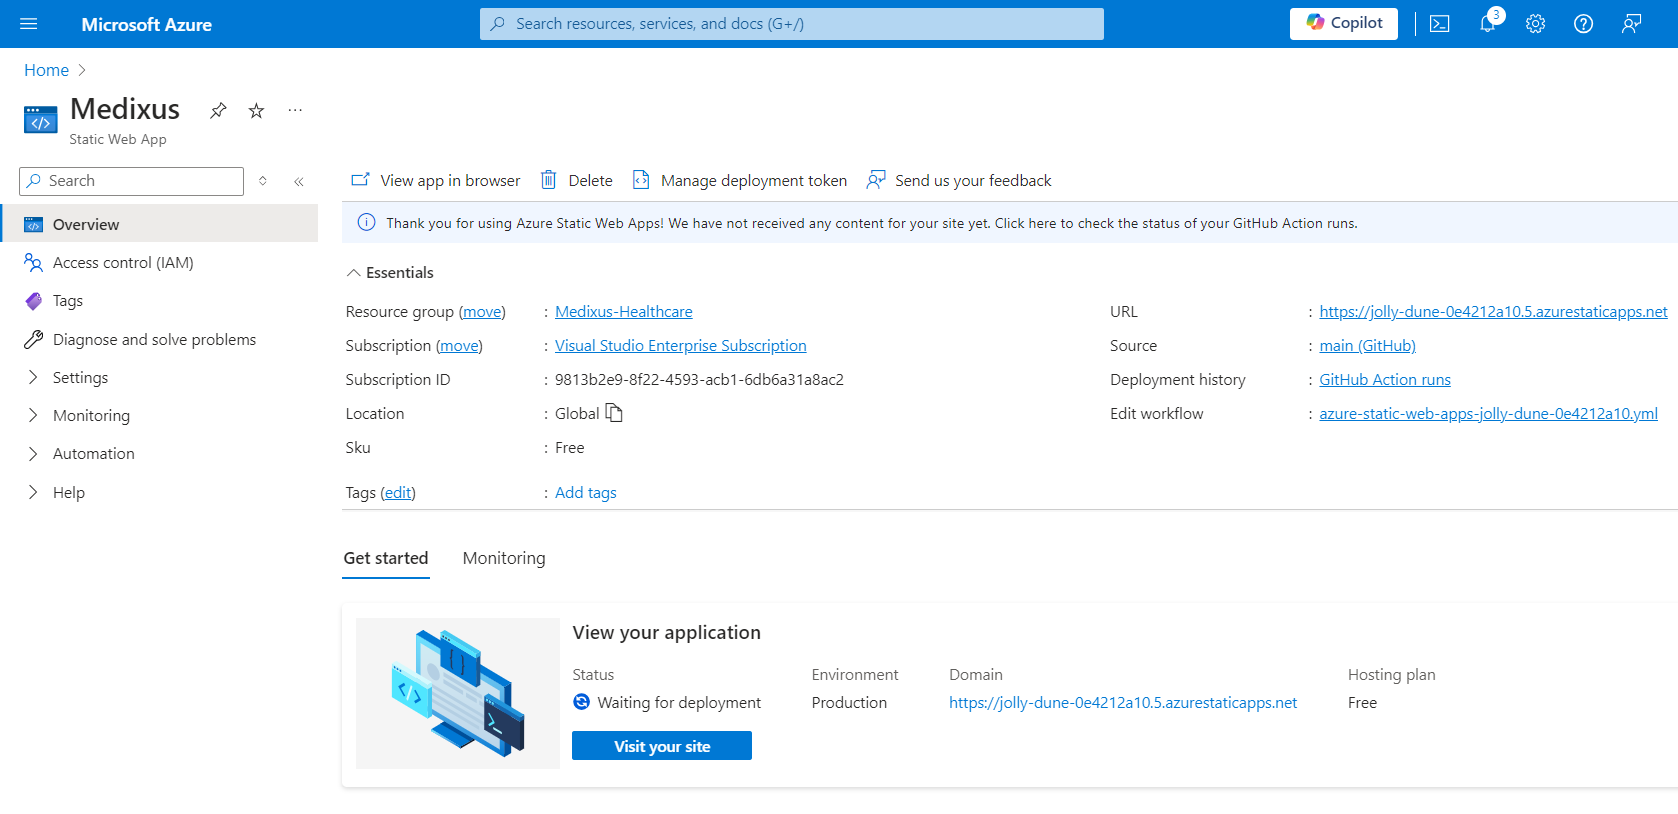 Microsoft Azure
Search resources, services, and docs (G+/)
Copilot
3
Home
Medixus
Static Web App
Search
Overview
Access control (IAM)
Tags
Diagnose and solve problems
Settings
Monitoring
Automation
Help
View app in browser
Delete
Manage deployment token
Send us your feedback
Thank you for using Azure Static Web Apps! We have not received any content for your site yet. Click here to check the status of your GitHub Action runs.
Essentials
Resource group (move) : Medixus-Healthcare
Subscription (move) : Visual Studio Enterprise Subscription
Subscription ID : 9813b2e9-8f22-4593-acb1-6db6a31a8ac2
Location : Global
Sku : Free
Tags (edit) : Add tags
URL : https://jolly-dune-0e4212a10.5.azurestaticapps.net
Source : main (GitHub)
Deployment history : GitHub Action runs
Edit workflow : azure-static-web-apps-jolly-dune-0e4212a10.yml
Get started
Monitoring
View your application
Status
Waiting for deployment
Environment
Production
Domain
https://jolly-dune-0e4212a10.5.azurestaticapps.net
Hosting plan
Free
Visit your site